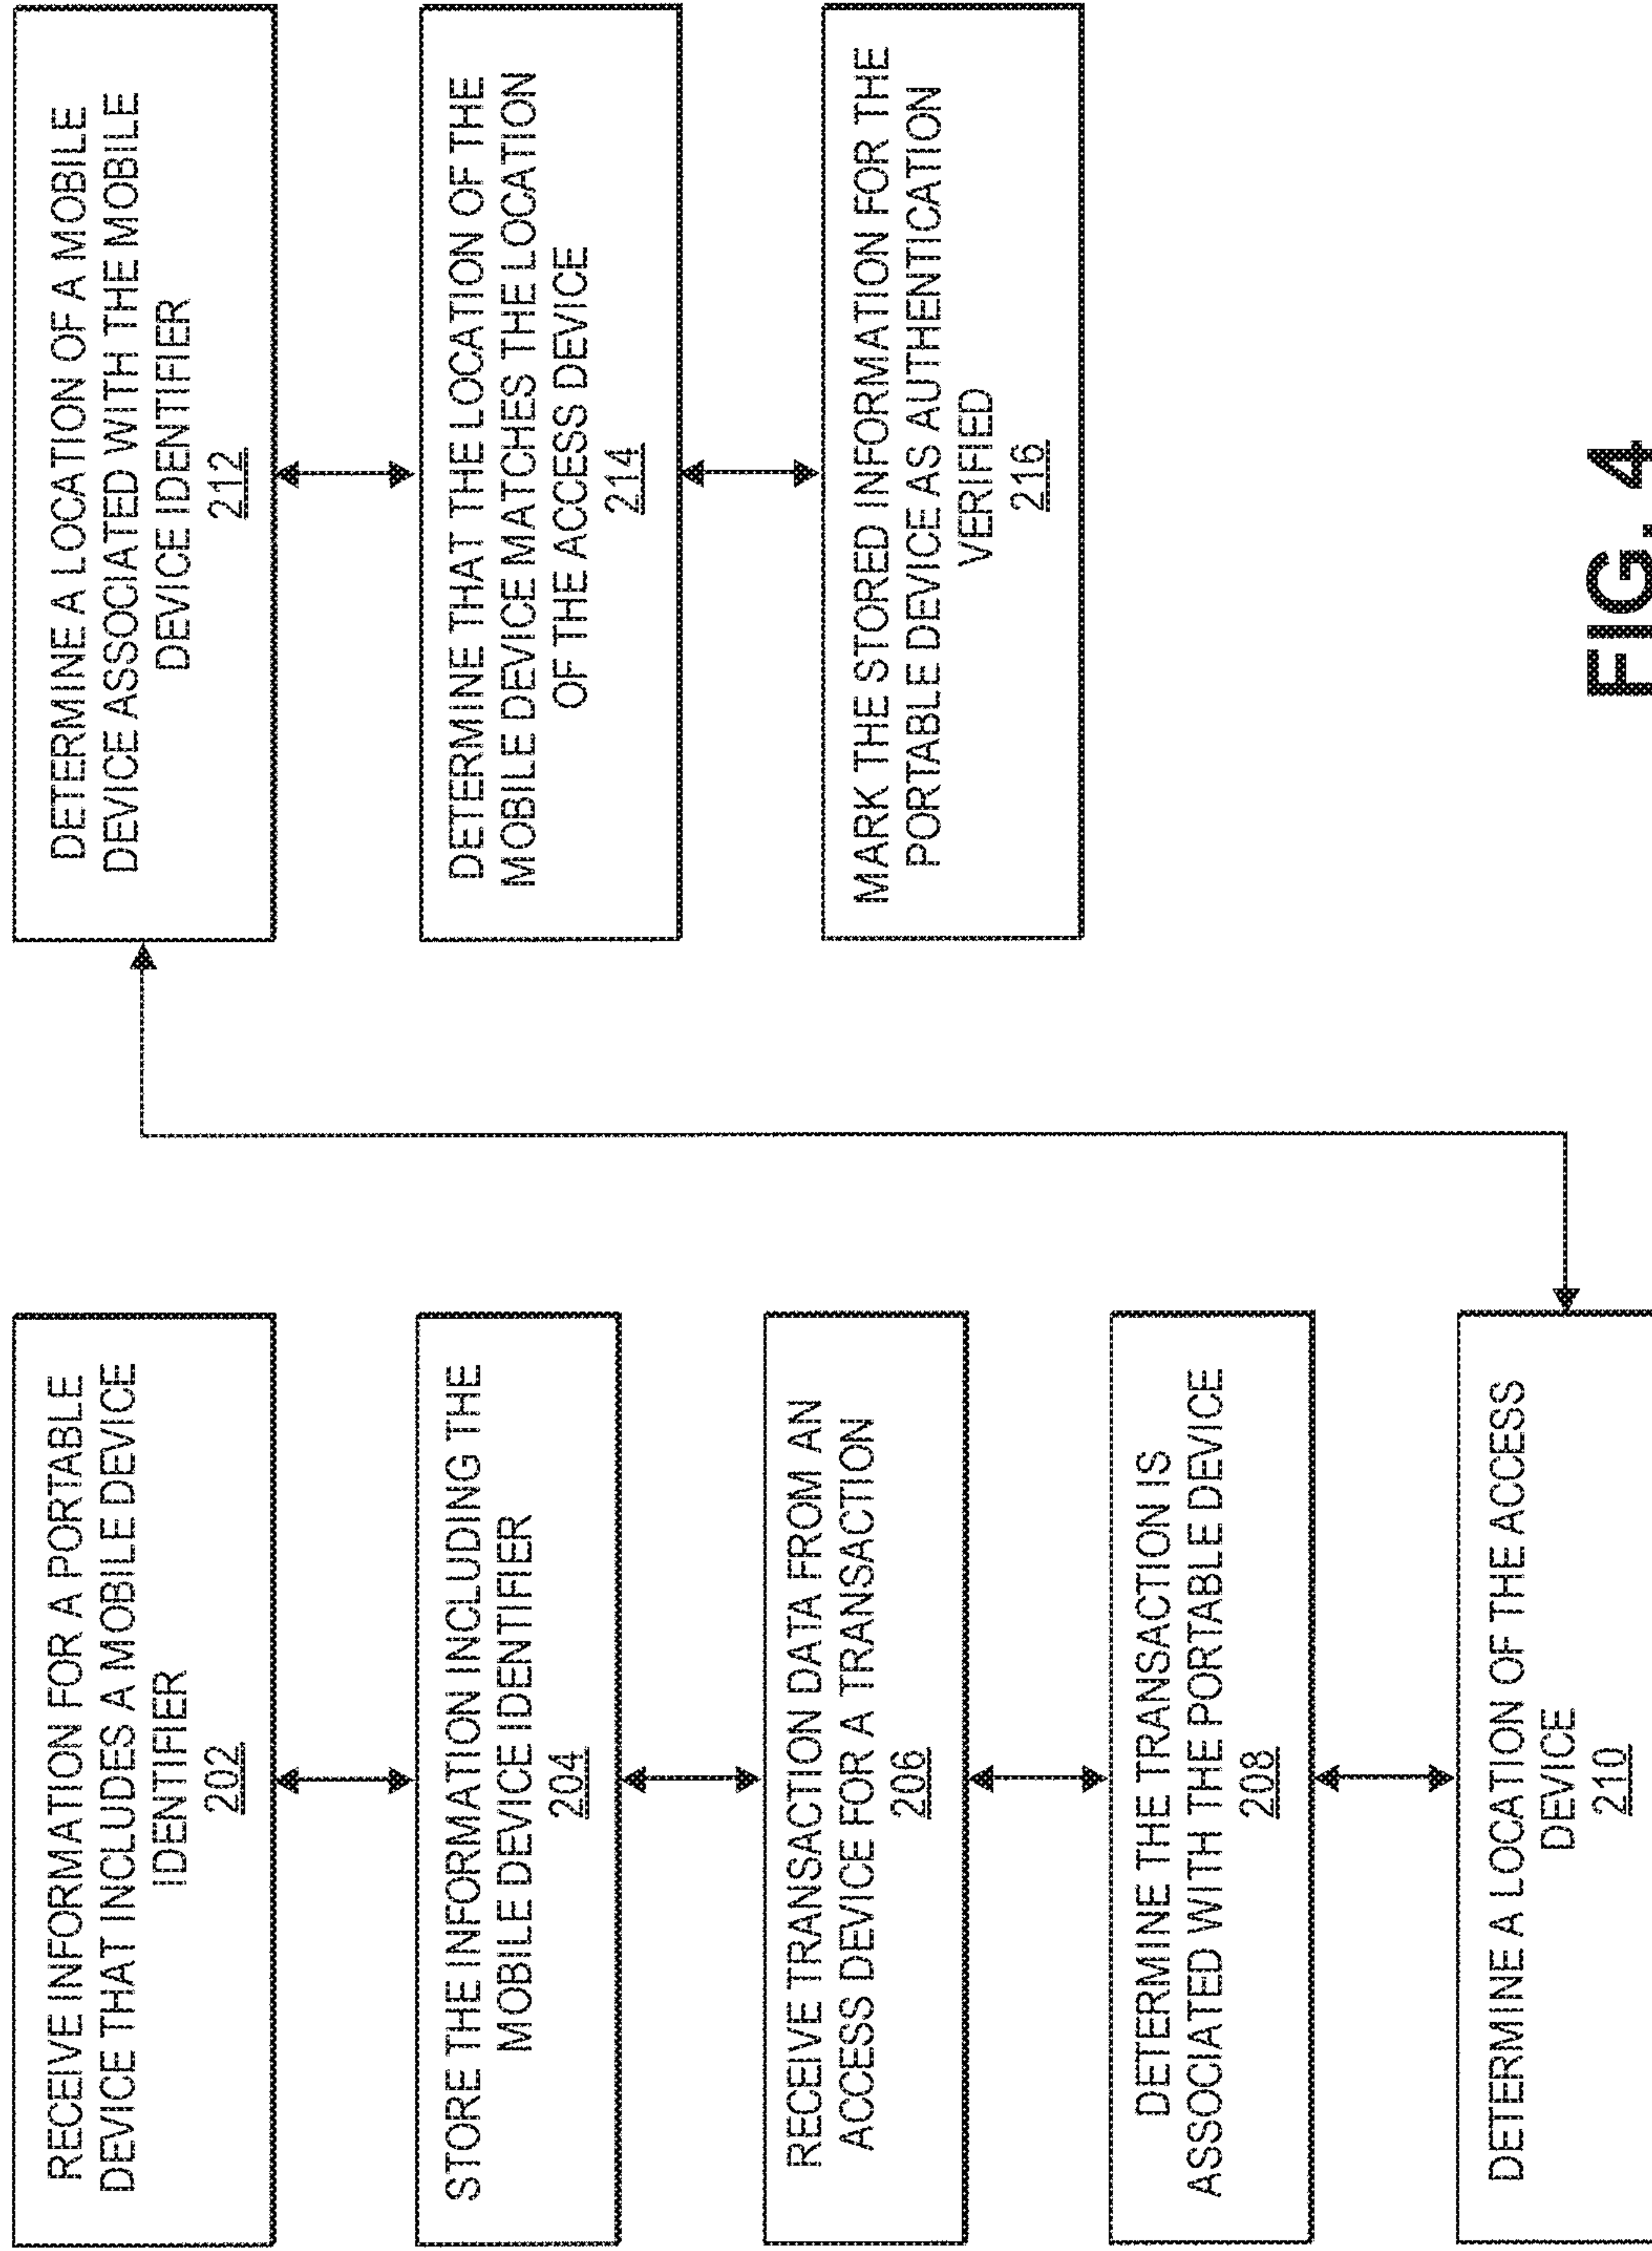 RECEIVE INFORMATION FOR A PORTABLE
DEVICE THAT INCLUDES A MOBILE DEVICE
IDENTIFIER
202
STORE THE INFORMATION INCLUDING THE
MOBILE DEVICE IDENTIFIER
204
RECEIVE TRANSACTION DATA FROM AN
ACCESS DEVICE FOR A TRANSACTION
206
DETERMINE THE TRANSACTION IS
ASSOCIATED WITH THE PORTABLE DEVICE
208
DETERMINE A LOCATION OF THE ACCESS
DEVICE
210
DETERMINE A LOCATION OF A MOBILE
DEVICE ASSOCIATED WITH THE MOBILE
DEVICE IDENTIFIER
212
DETERMINE THAT THE LOCATION OF THE
MOBILE DEVICE MATCHES THE LOCATION
OF THE ACCESS DEVICE
214
MARK THE STORED INFORMATION FOR THE
PORTABLE DEVICE AS AUTHENTICATION
VERIFIED
216
FIG. 4